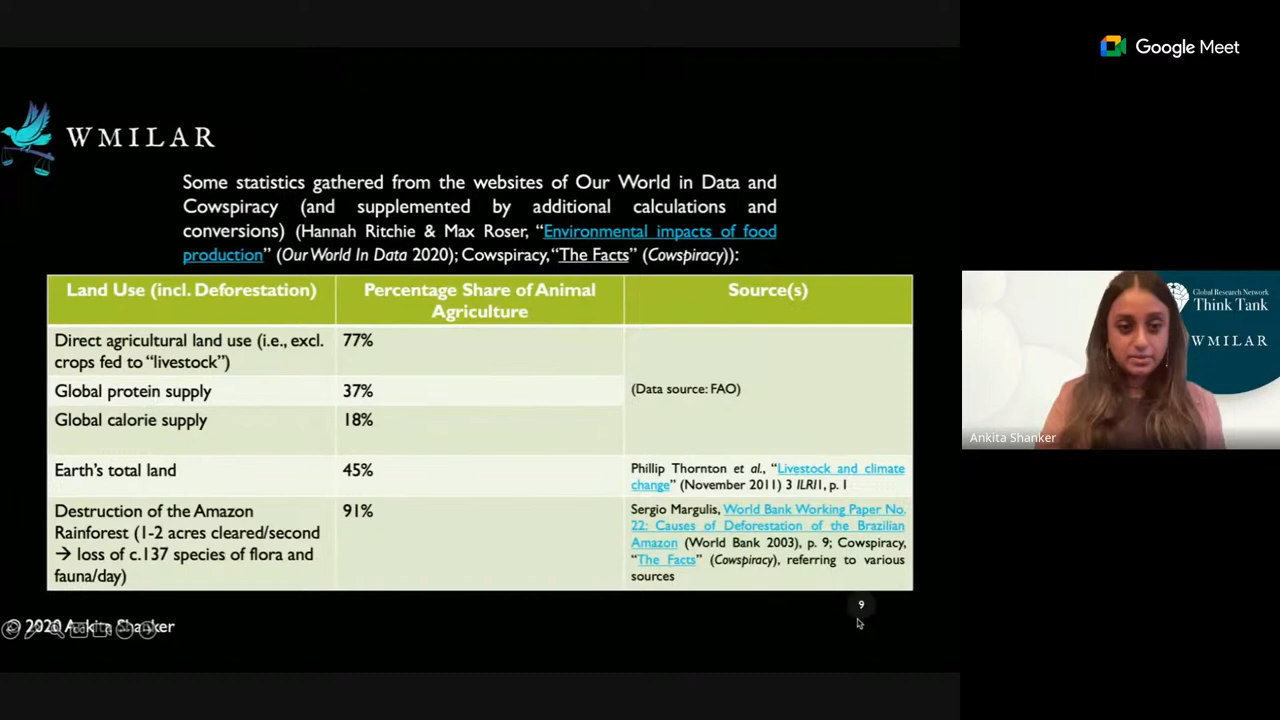 Google Meet
WMILAR
Some statistics gathered from the websites of Our World in Data and
Cowspiracy (and supplemented by additional calculations and
conversions) (Hannah Ritchie & Max Roser, “Environmental impacts of food
production” (Our World In Data 2020); Cowspiracy, “The Facts” (Cowspiracy)):
Land Use (incl. Deforestation)
Percentage Share of Animal
Agriculture
Source(s)
Direct agricultural land use (i.e., excl.
crops fed to “livestock”)
77%
Global protein supply
37%
(Data source: FAO)
Global calorie supply
18%
Earth’s total land
45%
Phillip Thornton et al., “Livestock and climate
change” (November 2011) 3 ILRI1, p. 1
Destruction of the Amazon
Rainforest (1-2 acres cleared/second
→ loss of c.137 species of flora and
fauna/day)
91%
Sergio Margulis, World Bank Working Paper No.
22: Causes of Deforestation of the Brazilian
Amazon (World Bank 2003), p. 9; Cowspiracy,
“The Facts” (Cowspiracy), referring to various
sources
9
© 2020 Ankita Shanker
Global Research Network
Think Tank
WMILAR
Ankita Shanker